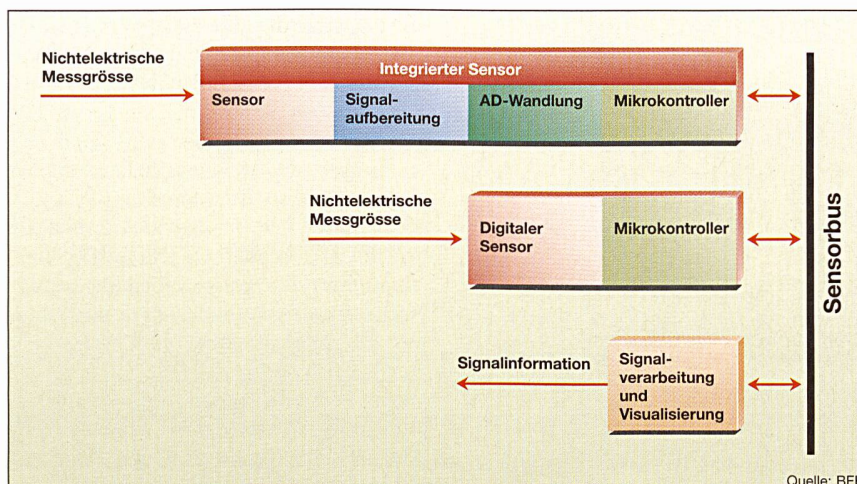 Nichtelektrische
Messgrösse
Integrierter Sensor
Sensor
Signal-
aufbereitung
AD-Wandlung
Mikrokontroller
Nichtelektrische
Messgrösse
Digitaler
Sensor
Mikrokontroller
Sensorbus
Signalinformation
Signal-
verarbeitung
und
Visualisierung
Quelle: